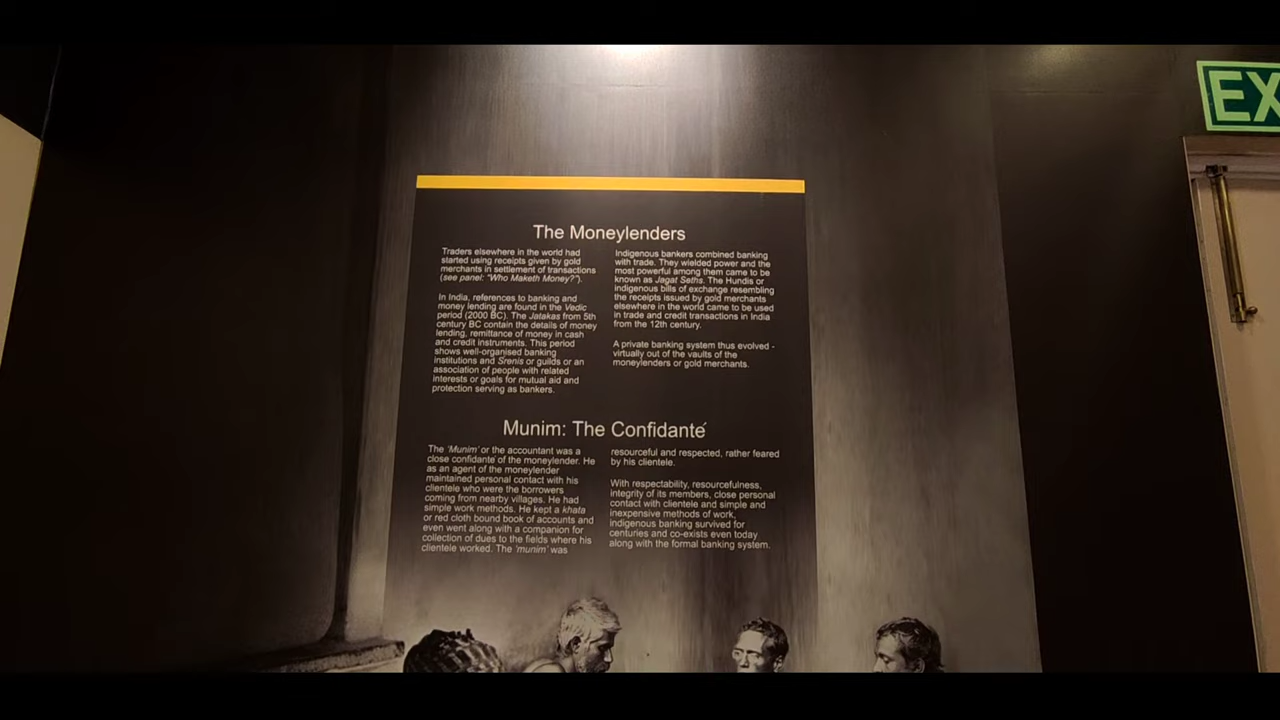 EX
The Moneylenders
Traders elsewhere in the world had
started using receipts given by gold
merchants in settlement of transactions
(see panel: "Who Maketh Money?").
In India, references to banking and
money lending are found in the Vedic
period (2000 BC). The Jatakas from 5th
century BC contain the details of money
lending, remittance of money in cash
and credit instruments. This period
shows well-organised banking
institutions and Srenis or guilds or an
association of people with related
interests or goals for mutual aid and
protection serving as bankers.
Indigenous bankers combined banking
with trade. They wielded power and the
most powerful among them came to be
known as Jagat Seths. The Hundis or
indigenous bills of exchange resembling
the receipts issued by gold merchants
elsewhere in the world came to be used
in trade and credit transactions in India
from the 12th century.
A private banking system thus evolved -
virtually out of the vaults of the
moneylenders or gold merchants.
Munim: The Confidante´
The 'Munim' or the accountant was a
close confidante´ of the moneylender. He
as an agent of the moneylender
maintained personal contact with his
clientele who were the borrowers
coming from nearby villages. He had
simple work methods. He kept a khata
or red cloth bound book of accounts and
even went along with a companion for
collection of dues to the fields where his
clientele worked. The 'munim' was
resourceful and respected, rather feared
by his clientele.
With respectability, resourcefulness,
integrity of its members, close personal
contact with clientele and simple and
inexpensive methods of work,
indigenous banking survived for
centuries and co-exists even today
along with the formal banking system.